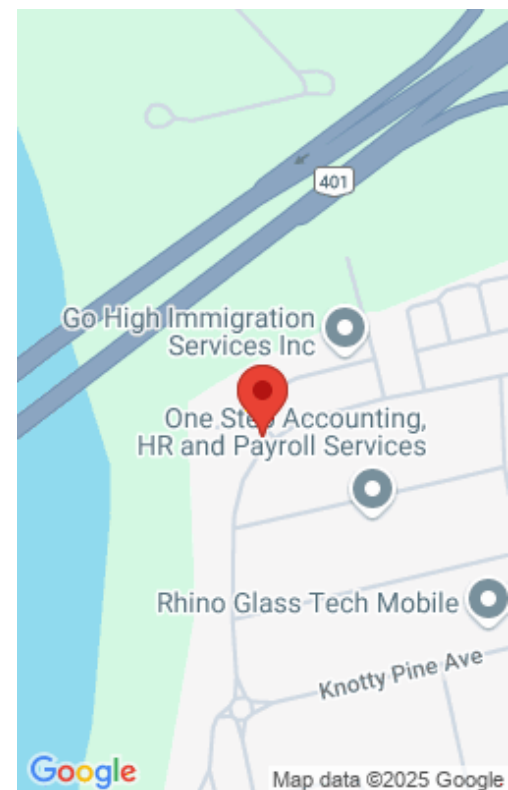 401
Go High Immigration
Services Inc
One Step Accounting,
HR and Payroll Services
Rhino Glass Tech Mobile
Knotty Pine Ave
Google
Map data ©2025 Google